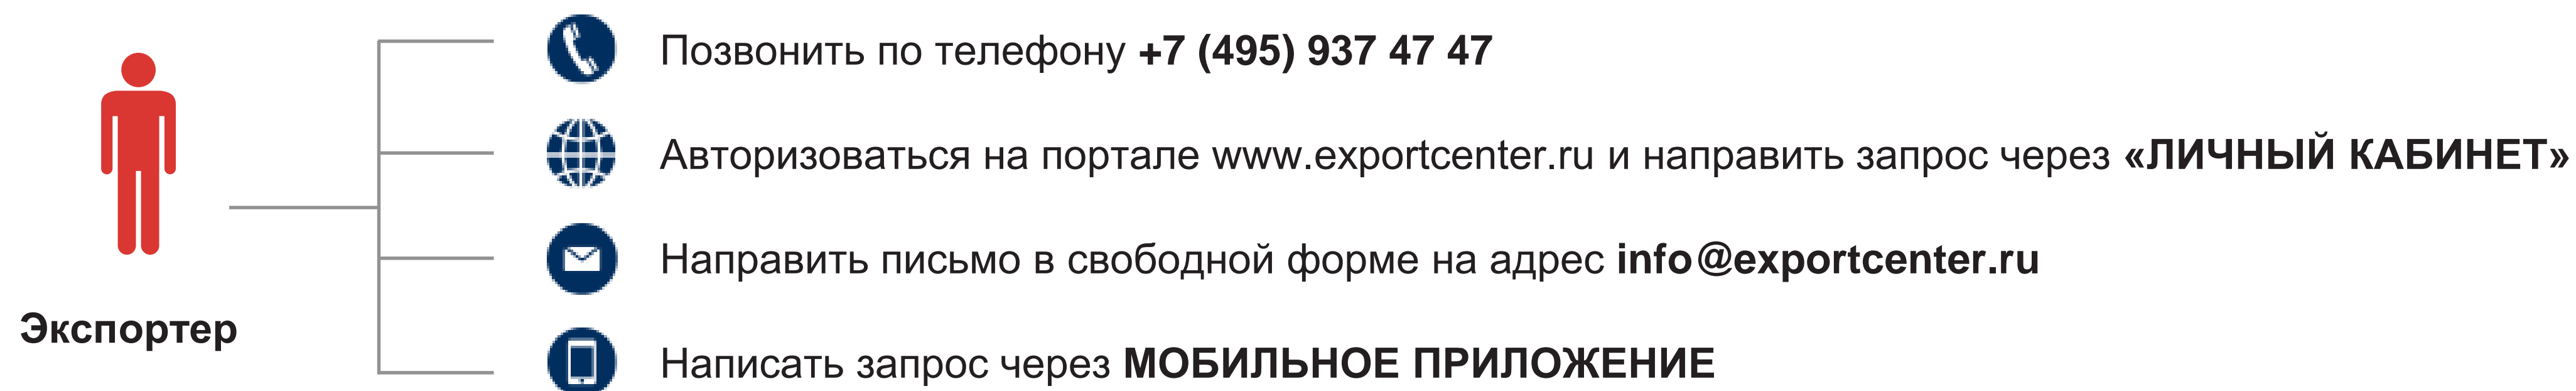 Позвонить по телефону +7 (495) 937 47 47
Авторизоваться на портале www.exportcenter.ru и направить запрос через «ЛИЧНЫЙ КАБИНЕТ»
Направить письмо в свободной форме на адрес info@exportcenter.ru
Экспортер
Написать запрос через МОБИЛЬНОЕ ПРИЛОЖЕНИЕ